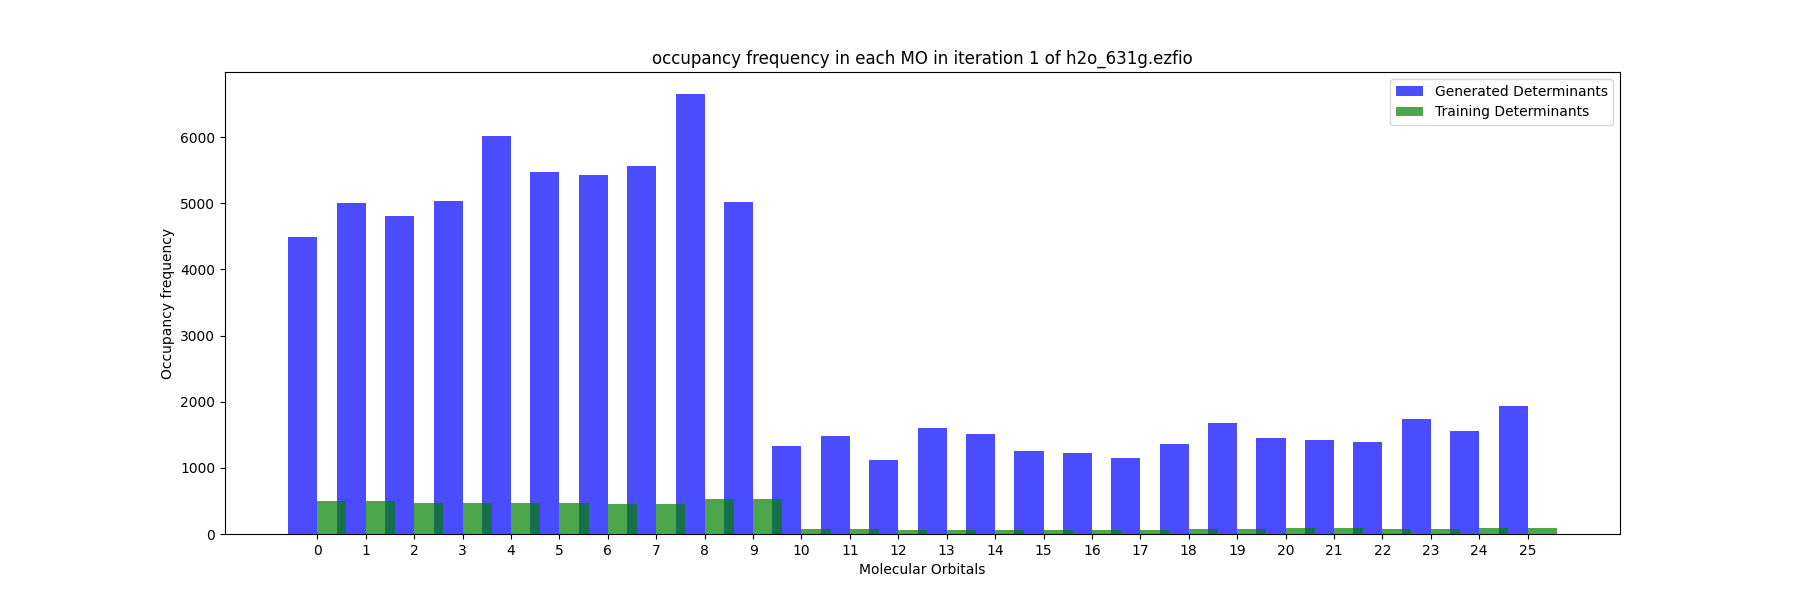 occupancy frequency in each MO in iteration 1 of h2o_631g.ezfio
Generated Determinants
Training Determinants
Occupancy frequency
6000
5000
4000
3000
2000
1000
0
0 1 2 3 4 5 6 7 8 9 10 11 12 13 14 15 16 17 18 19 20 21 22 23 24 25
Molecular Orbitals